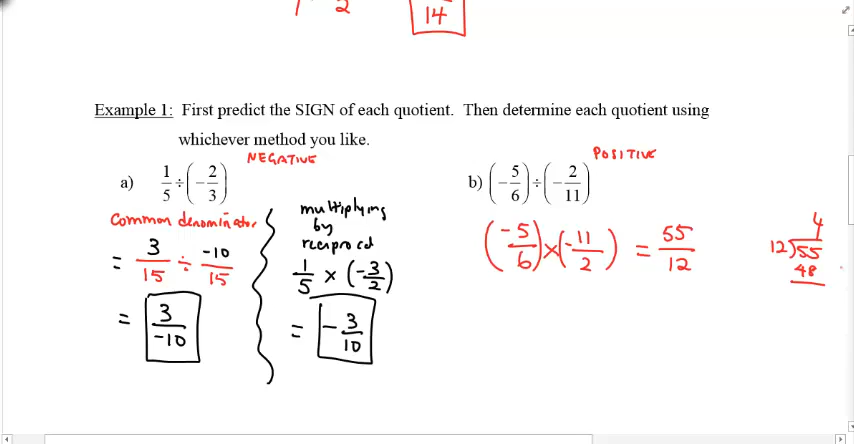 2
14
Example 1: First predict the SIGN of each quotient. Then determine each quotient using
whichever method you like.
NEGATIVE
POSITIVE
a) 1/5 ÷ (-2/3)
b) (-5/6) ÷ (-2/11)
Common denominator
= 3/15 ÷ -10/15
= 3/-10
multiplying
by
reciprocal
1/5 × (-3/2)
= -3/10
(-5/6) × (-11/2) = 55/12
4
12)55
48